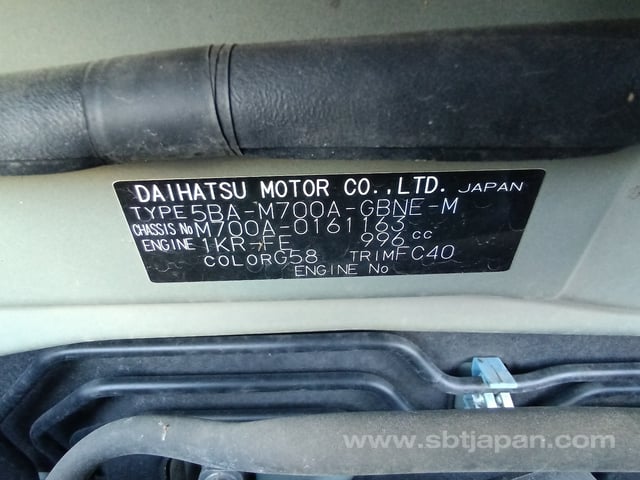 DAIHATSU MOTOR CO.,LTD. JAPAN
TYPE 5BA-M700A-GBNE-M
CHASSIS No M700A-0161163
ENGINE 1KR-FE 996 cc
COLOR G58 TRIM FC40
ENGINE No
www.sbtjapan.com